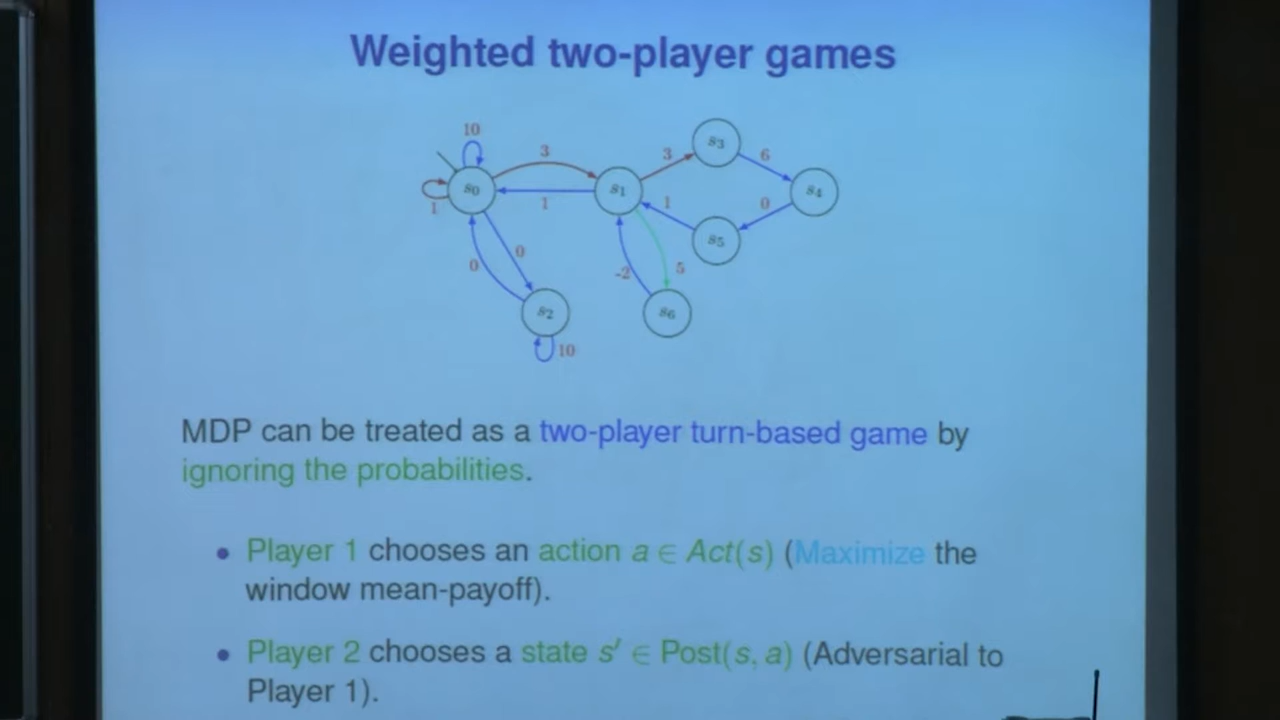 Weighted two-player games
10
3
3
6
s₃
s₀
s₁
s₄
1
1
1
0
s₅
0
0
-2
5
s₂
s₆
10
MDP can be treated as a two-player turn-based game by
ignoring the probabilities.
• Player 1 chooses an action a ∈ Act(s) (Maximize the
window mean-payoff).
• Player 2 chooses a state s′ ∈ Post(s, a) (Adversarial to
Player 1).